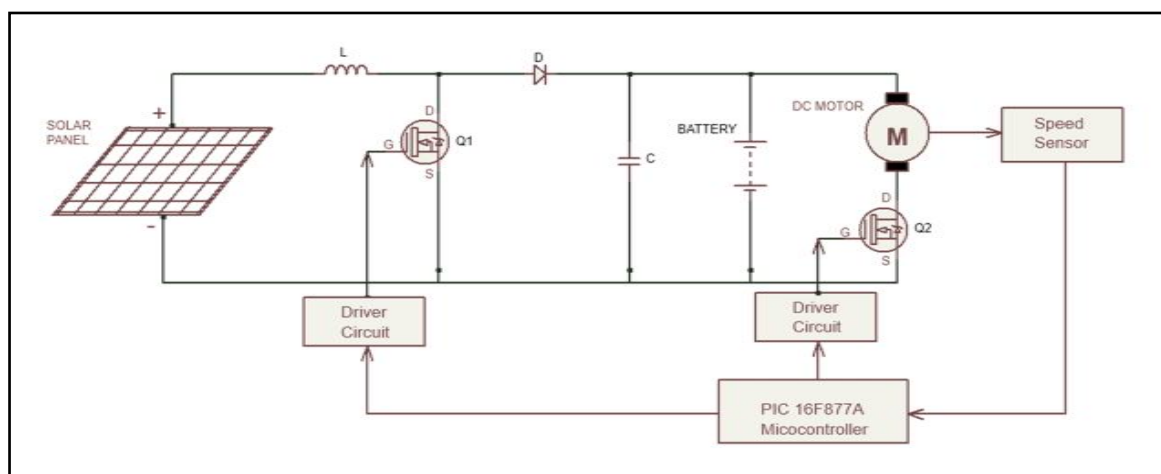 L
D
+
SOLAR
PANEL
-
D
G
Q1
S
C
BATTERY
DC MOTOR
M
Speed
Sensor
D
G
Q2
S
Driver
Circuit
Driver
Circuit
PIC 16F877A
Micocontroller